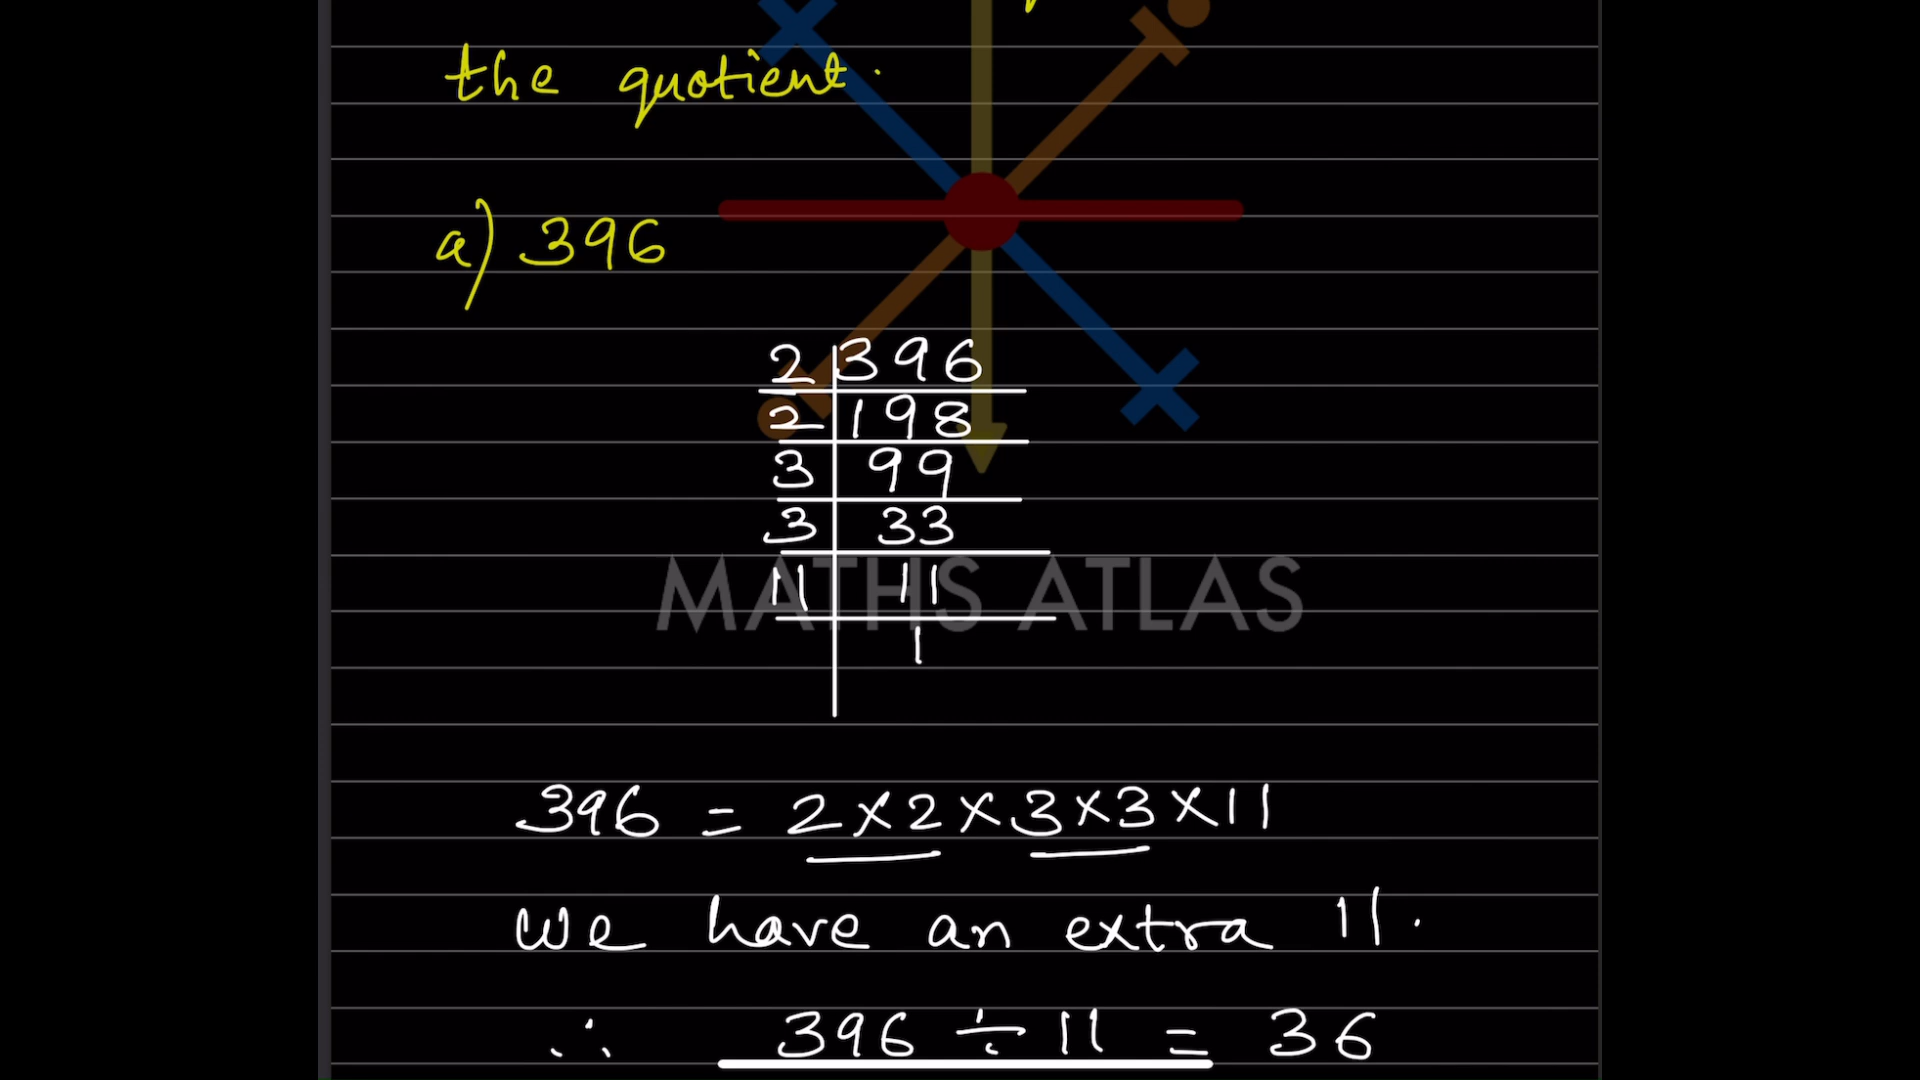 the quotient.
a) 396
2 396
2 198
3 99
3 33
11 11
1
MATHS ATLAS
396 = 2×2×3×3×11
We have an extra 11.
∴ 396 ÷ 11 = 36